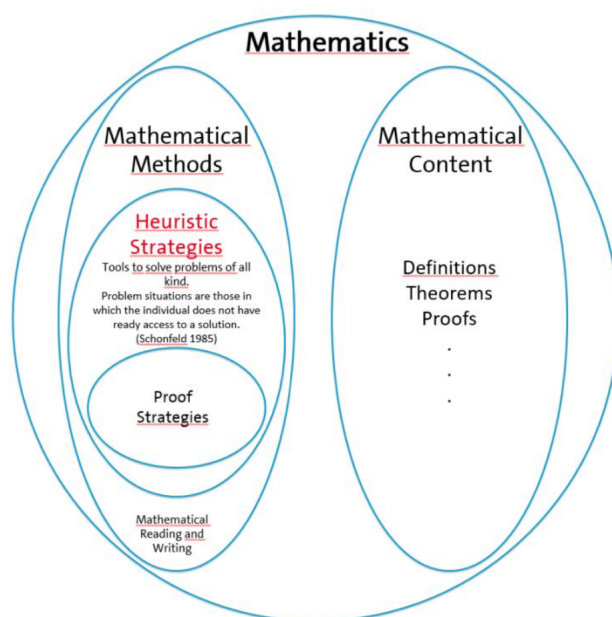 Mathematics
Mathematical
Methods
Heuristic
Strategies
Tools to solve problems of all
kind.
Problem situations are those in
which the individual does not have
ready access to a solution.
(Schonfeld 1985)
Proof
Strategies
Mathematical
Reading and
Writing
Mathematical
Content
Definitions
Theorems
Proofs
.
.
.